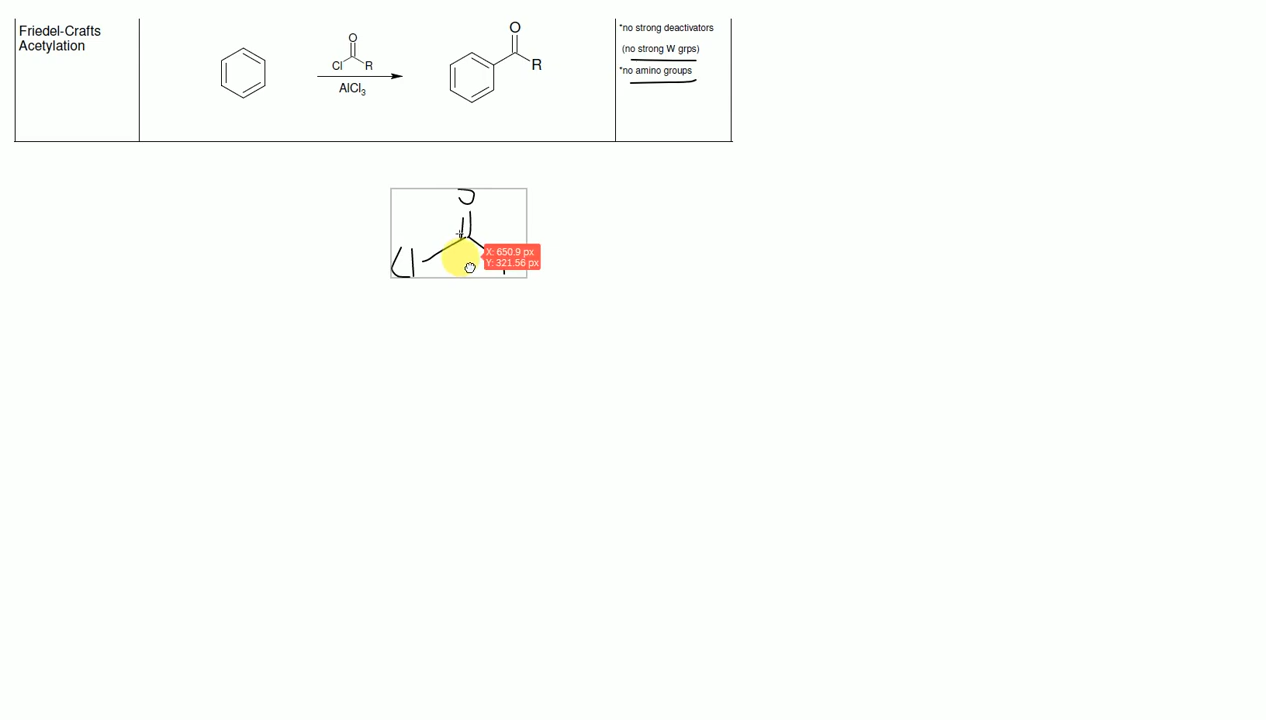 Friedel-Crafts
Acetylation
O
Cl R
AlCl3
O
R
*no strong deactivators
(no strong W grps)
*no amino groups
Cl
X: 650.9 px
Y: 321.56 px